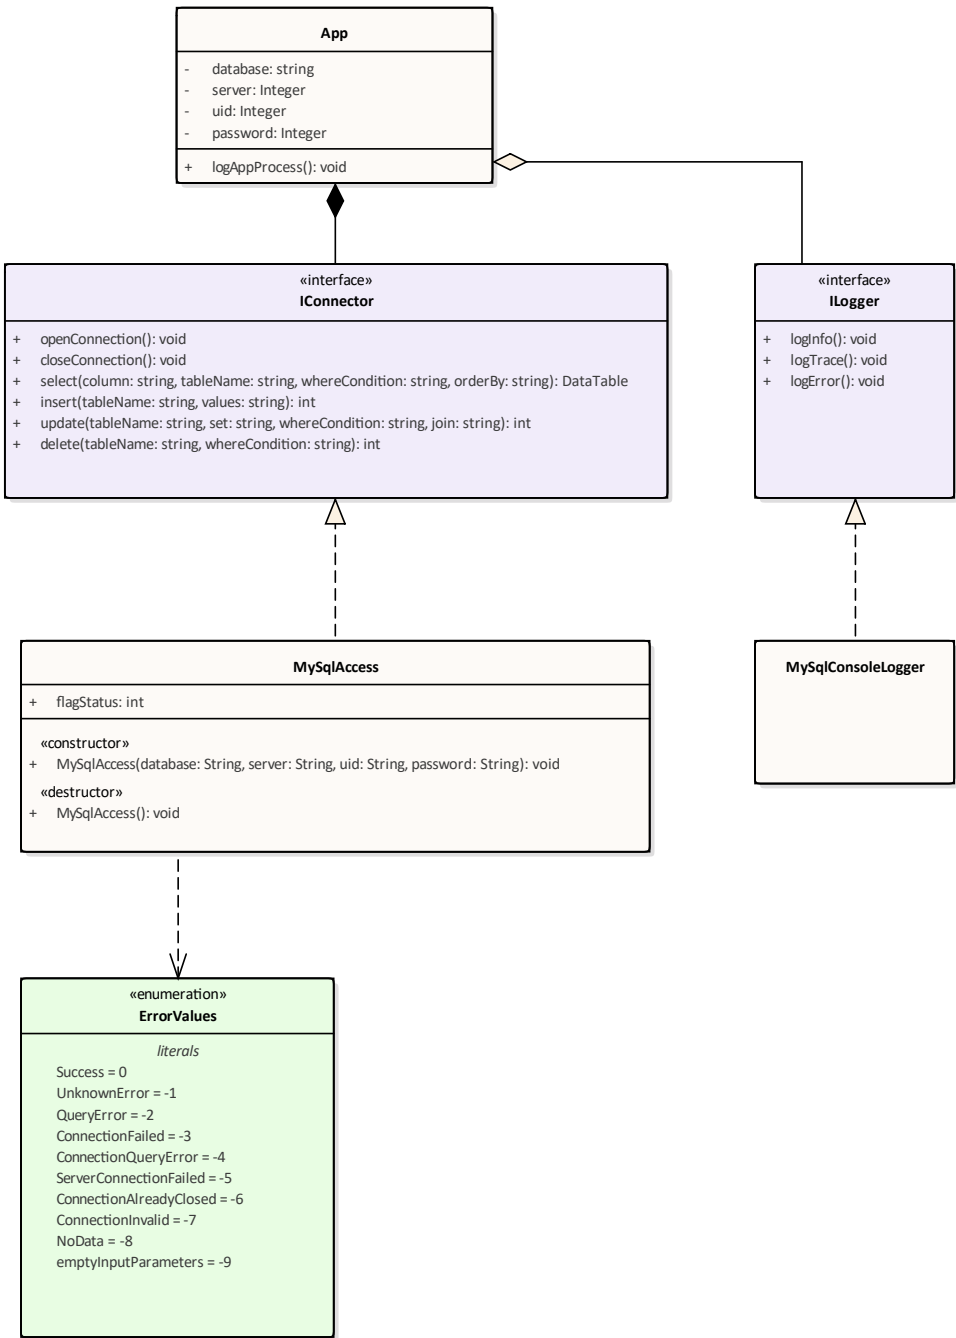 App
- database: string
- server: Integer
- uid: Integer
- password: Integer
+ logAppProcess(): void
«interface»
IConnector
+ openConnection(): void
+ closeConnection(): void
+ select(column: string, tableName: string, whereCondition: string, orderBy: string): DataTable
+ insert(tableName: string, values: string): int
+ update(tableName: string, set: string, whereCondition: string, join: string): int
+ delete(tableName: string, whereCondition: string): int
«interface»
ILogger
+ logInfo(): void
+ logTrace(): void
+ logError(): void
MySqlAccess
+ flagStatus: int
«constructor»
+ MySqlAccess(database: String, server: String, uid: String, password: String): void
«destructor»
+ MySqlAccess(): void
MySqlConsoleLogger
«enumeration»
ErrorValues
literals
Success = 0
UnknownError = -1
QueryError = -2
ConnectionFailed = -3
ConnectionQueryError = -4
ServerConnectionFailed = -5
ConnectionAlreadyClosed = -6
ConnectionInvalid = -7
NoData = -8
emptyInputParameters = -9